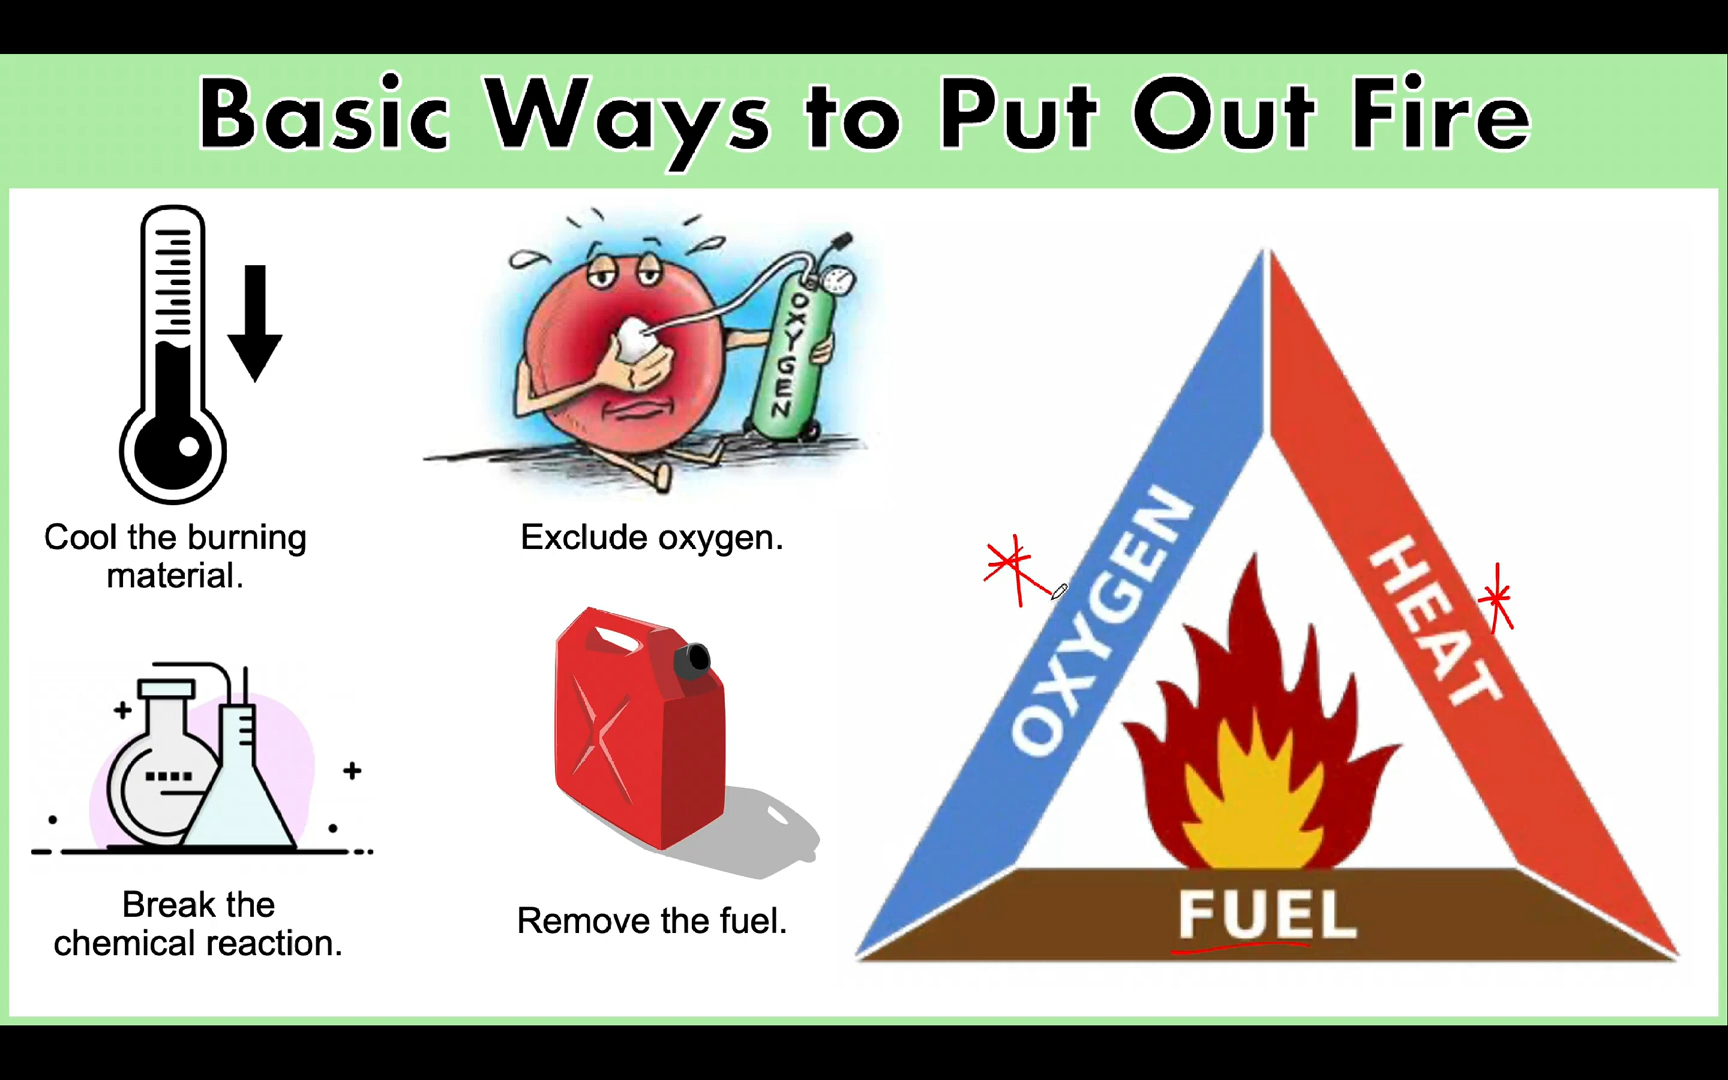 Basic Ways to Put Out Fire
OXYGEN
Cool the burning
material.
Exclude oxygen.
Break the
chemical reaction.
Remove the fuel.
OXYGEN
HEAT
FUEL